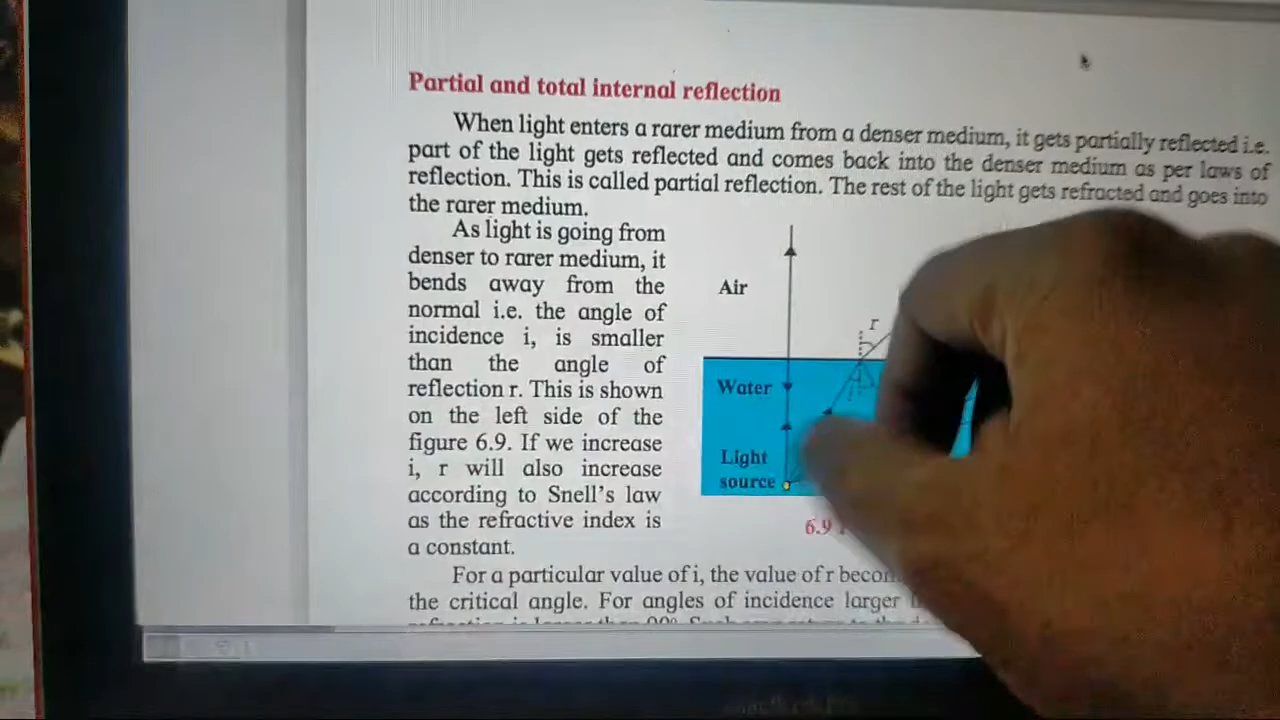 Partial and total internal reflection
When light enters a rarer medium from a denser medium, it gets partially reflected i.e.
part of the light gets reflected and comes back into the denser medium as per laws of
reflection. This is called partial reflection. The rest of the light gets refracted and goes into
the rarer medium.
As light is going from
denser to rarer medium, it
bends away from the
normal i.e. the angle of
incidence i, is smaller
than the angle of
reflection r. This is shown
on the left side of the
figure 6.9. If we increase
i, r will also increase
according to Snell's law
as the refractive index is
a constant.
Air
r
Water
i
Light
source
6.9
For a particular value of i, the value of r
the critical angle. For angles of incidence larger